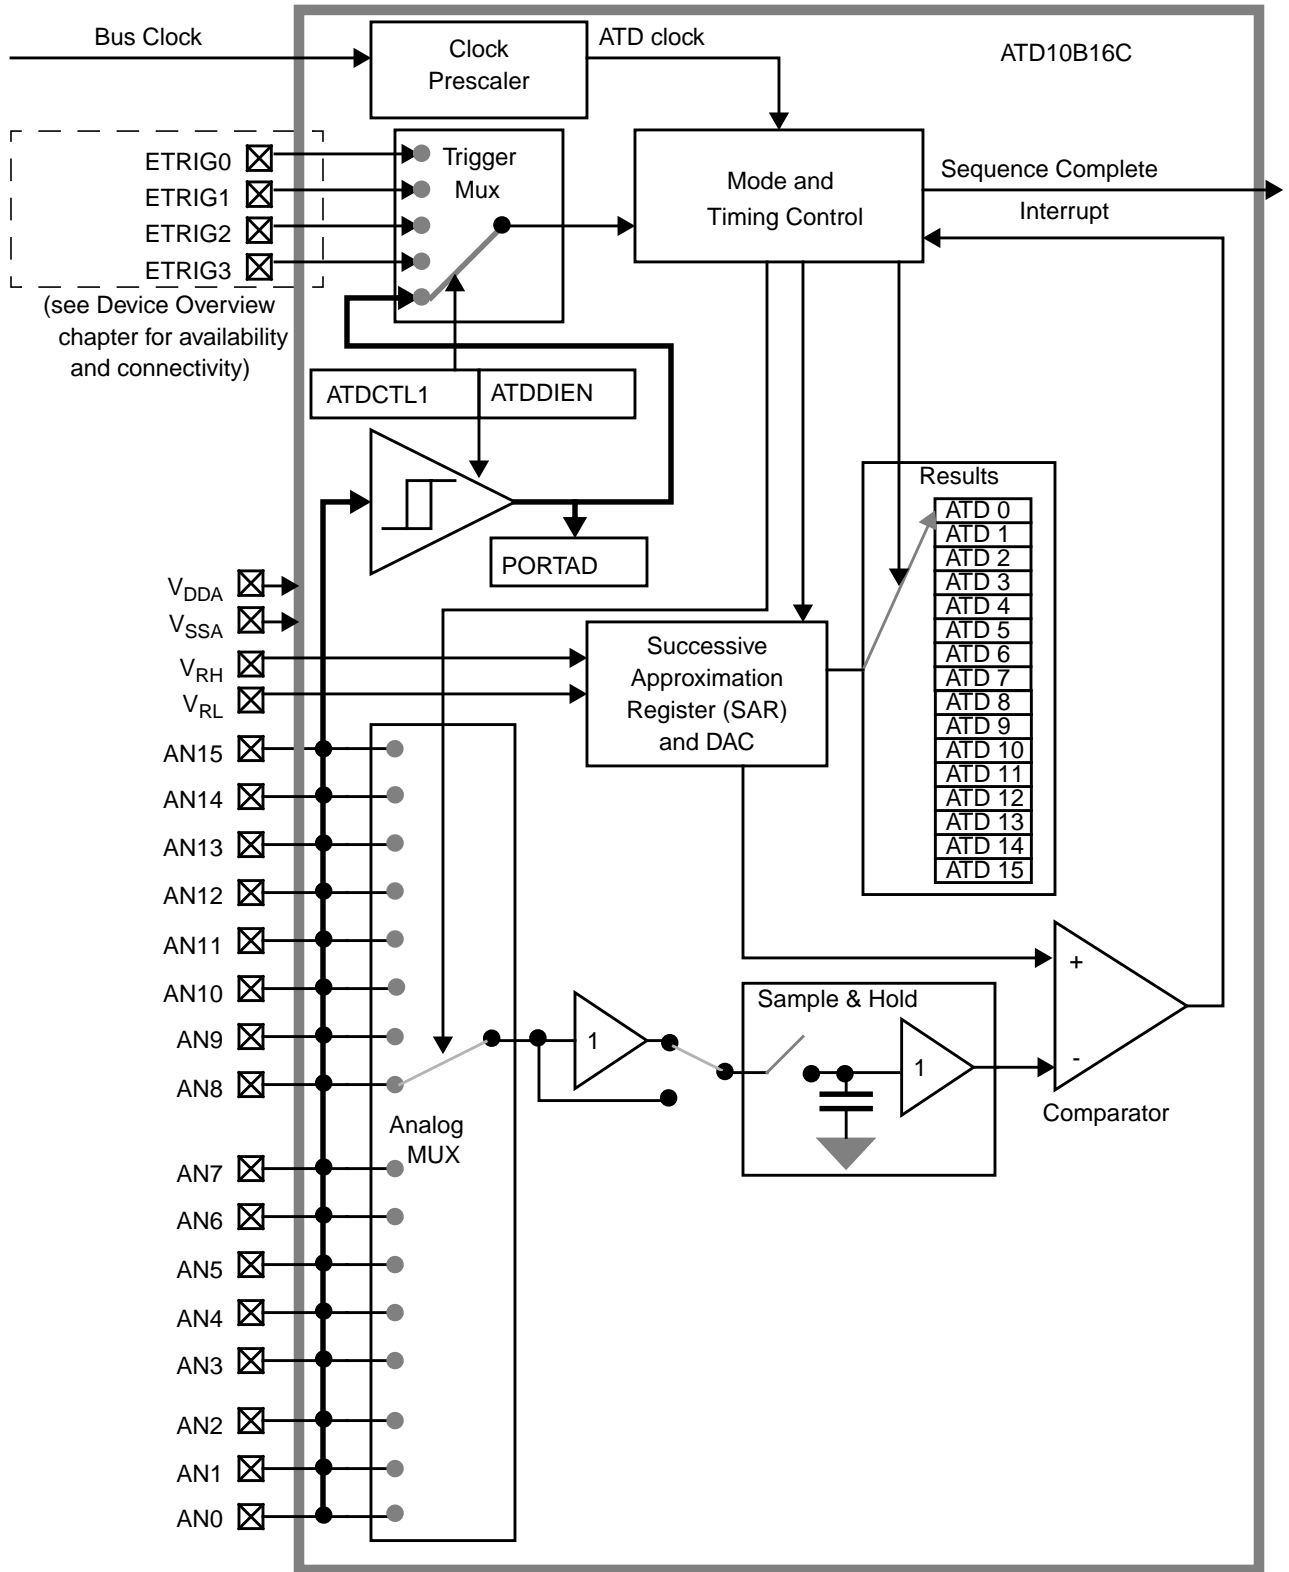 Bus Clock
Clock
Prescaler
ATD clock
ATD10B16C
ETRIG0
ETRIG1
ETRIG2
ETRIG3
(see Device Overview
chapter for availability
and connectivity)
Trigger
Mux
Mode and
Timing Control
Sequence Complete
Interrupt
ATDCTL1
ATDDIEN
PORTAD
Results
ATD 0
ATD 1
ATD 2
ATD 3
ATD 4
ATD 5
ATD 6
ATD 7
ATD 8
ATD 9
ATD 10
ATD 11
ATD 12
ATD 13
ATD 14
ATD 15
VDDA
VSSA
VRH
VRL
Successive
Approximation
Register (SAR)
and DAC
AN15
AN14
AN13
AN12
AN11
AN10
AN9
AN8
AN7
AN6
AN5
AN4
AN3
AN2
AN1
AN0
Analog
MUX
1
Sample & Hold
1
+
-
Comparator